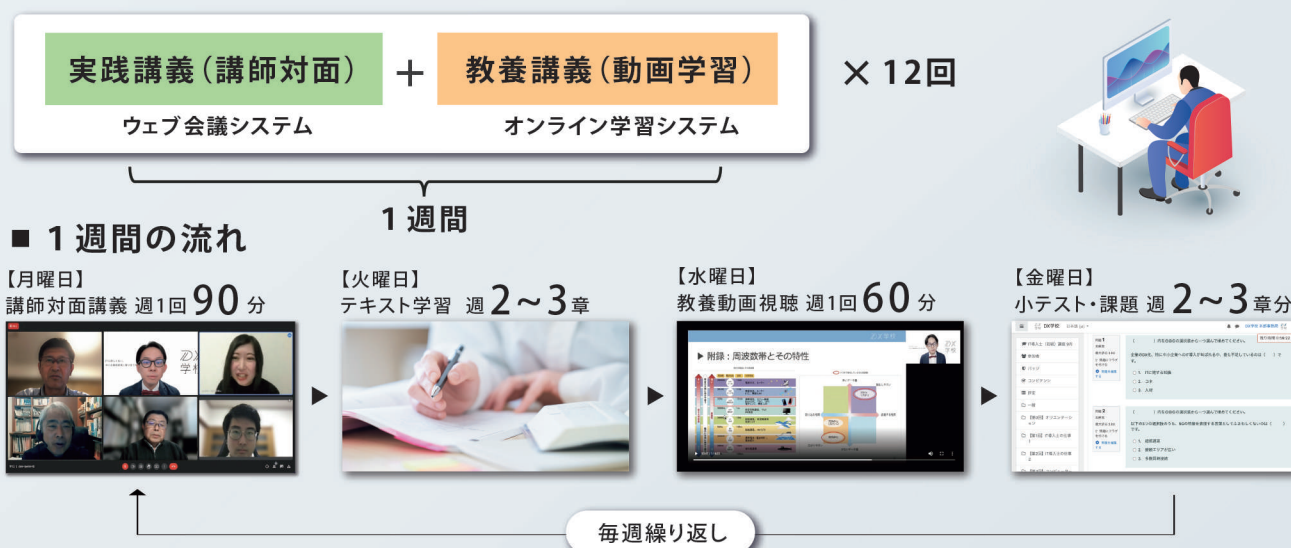 実践講義（講師対面）
＋
教養講義（動画学習）
× 12回
ウェブ会議システム
オンライン学習システム
1週間
■ 1週間の流れ
【月曜日】
講師対面講義 週1回90分
【火曜日】
テキスト学習 週2～3章
【水曜日】
教養動画視聴 週1回60分
【金曜日】
小テスト・課題 週2～3章分
DX学校
▶附録：周波数帯とその特性
DX学校
毎週繰り返し